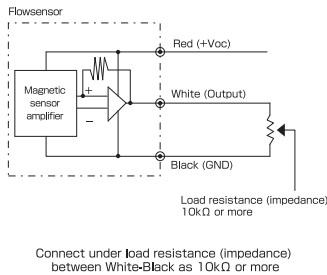 Flowsensor
Red (+Voc)
Magnetic
sensor
amplifier
+
−
White (Output)
Black (GND)
Load resistance (impedance)
10kΩ or more
Connect under load resistance (impedance)
between White-Black as 10kΩ or more